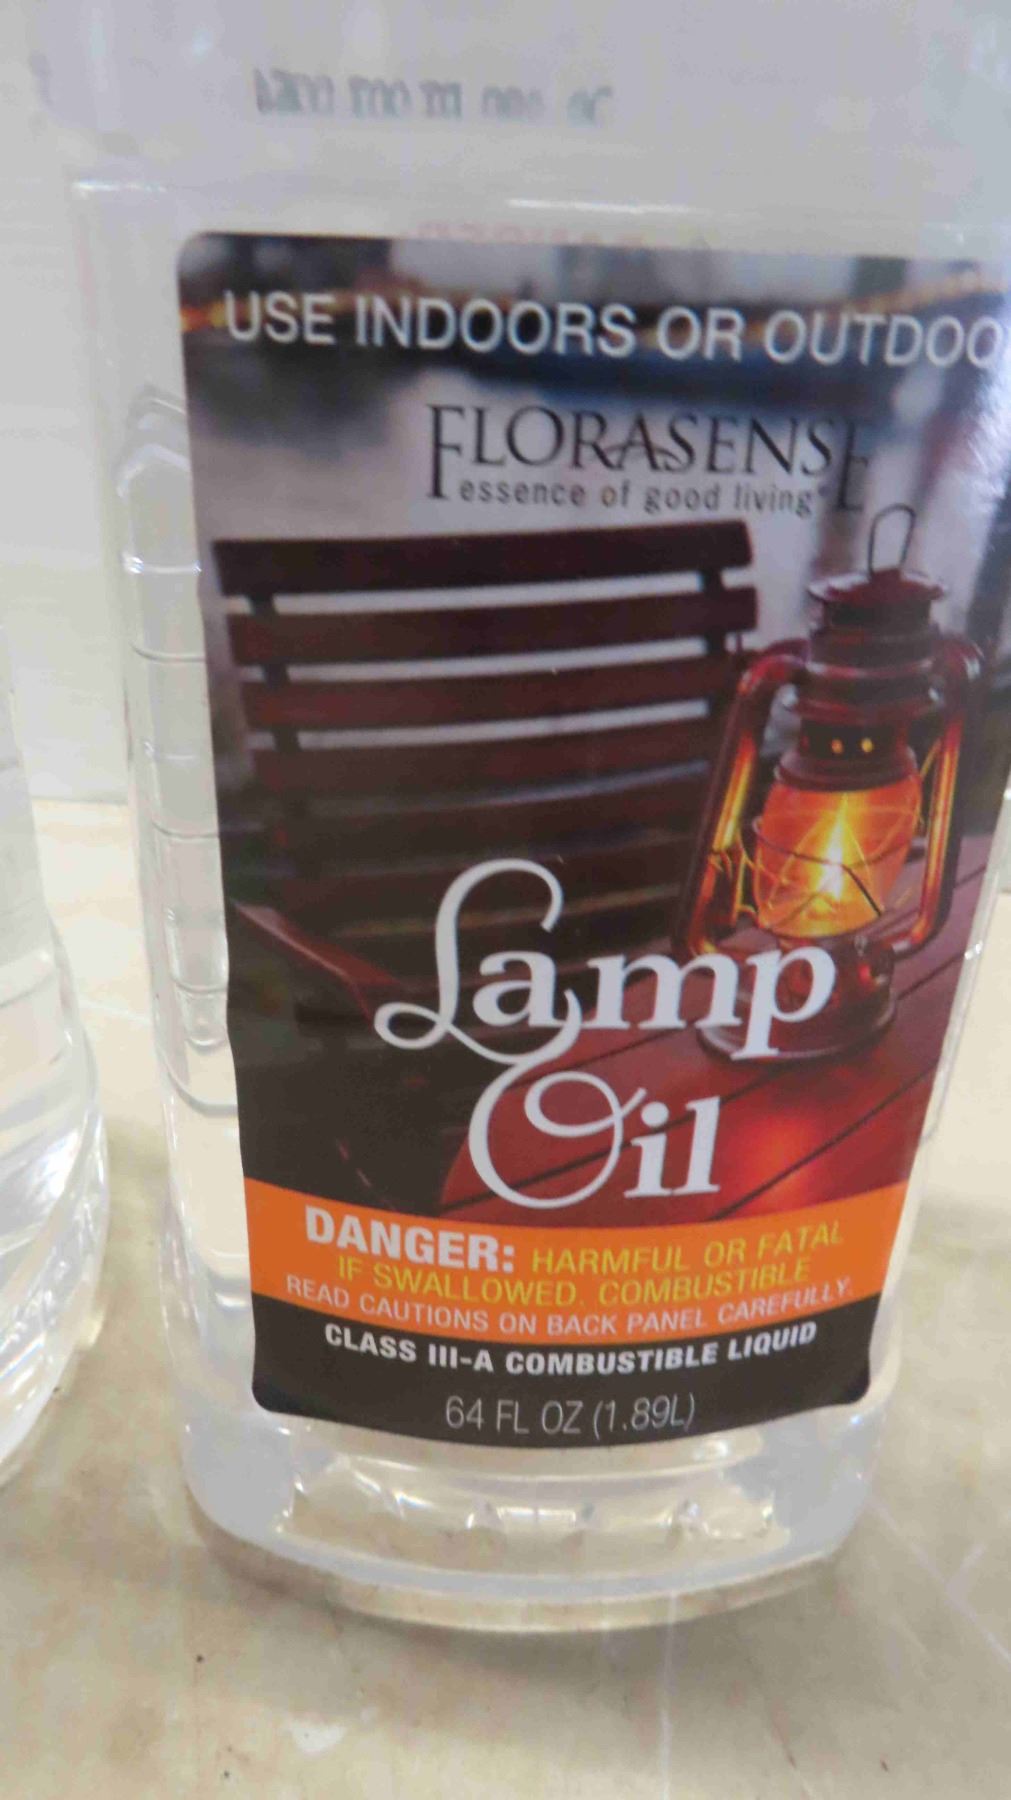 USE INDOORS OR OUTDOO
FLORASENSE
essence of good living®
Lamp
Oil
DANGER: HARMFUL OR FATAL
IF SWALLOWED. COMBUSTIBLE
READ CAUTIONS ON BACK PANEL CAREFULLY.
CLASS III-A COMBUSTIBLE LIQUID
64 FL OZ (1.89L)